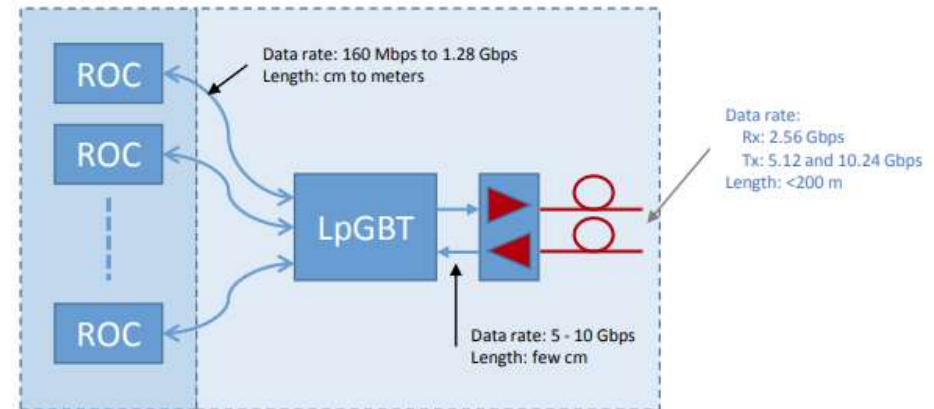 ROC
Data rate: 160 Mbps to 1.28 Gbps
Length: cm to meters
Data rate:
Rx: 2.56 Gbps
Tx: 5.12 and 10.24 Gbps
Length: <200 m
ROC
LpGBT
ROC
Data rate: 5 - 10 Gbps
Length: few cm